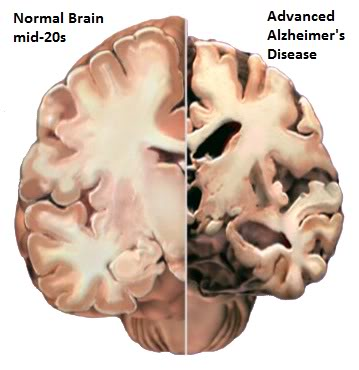 Normal Brain
mid-20s
Advanced
Alzheimer's
Disease